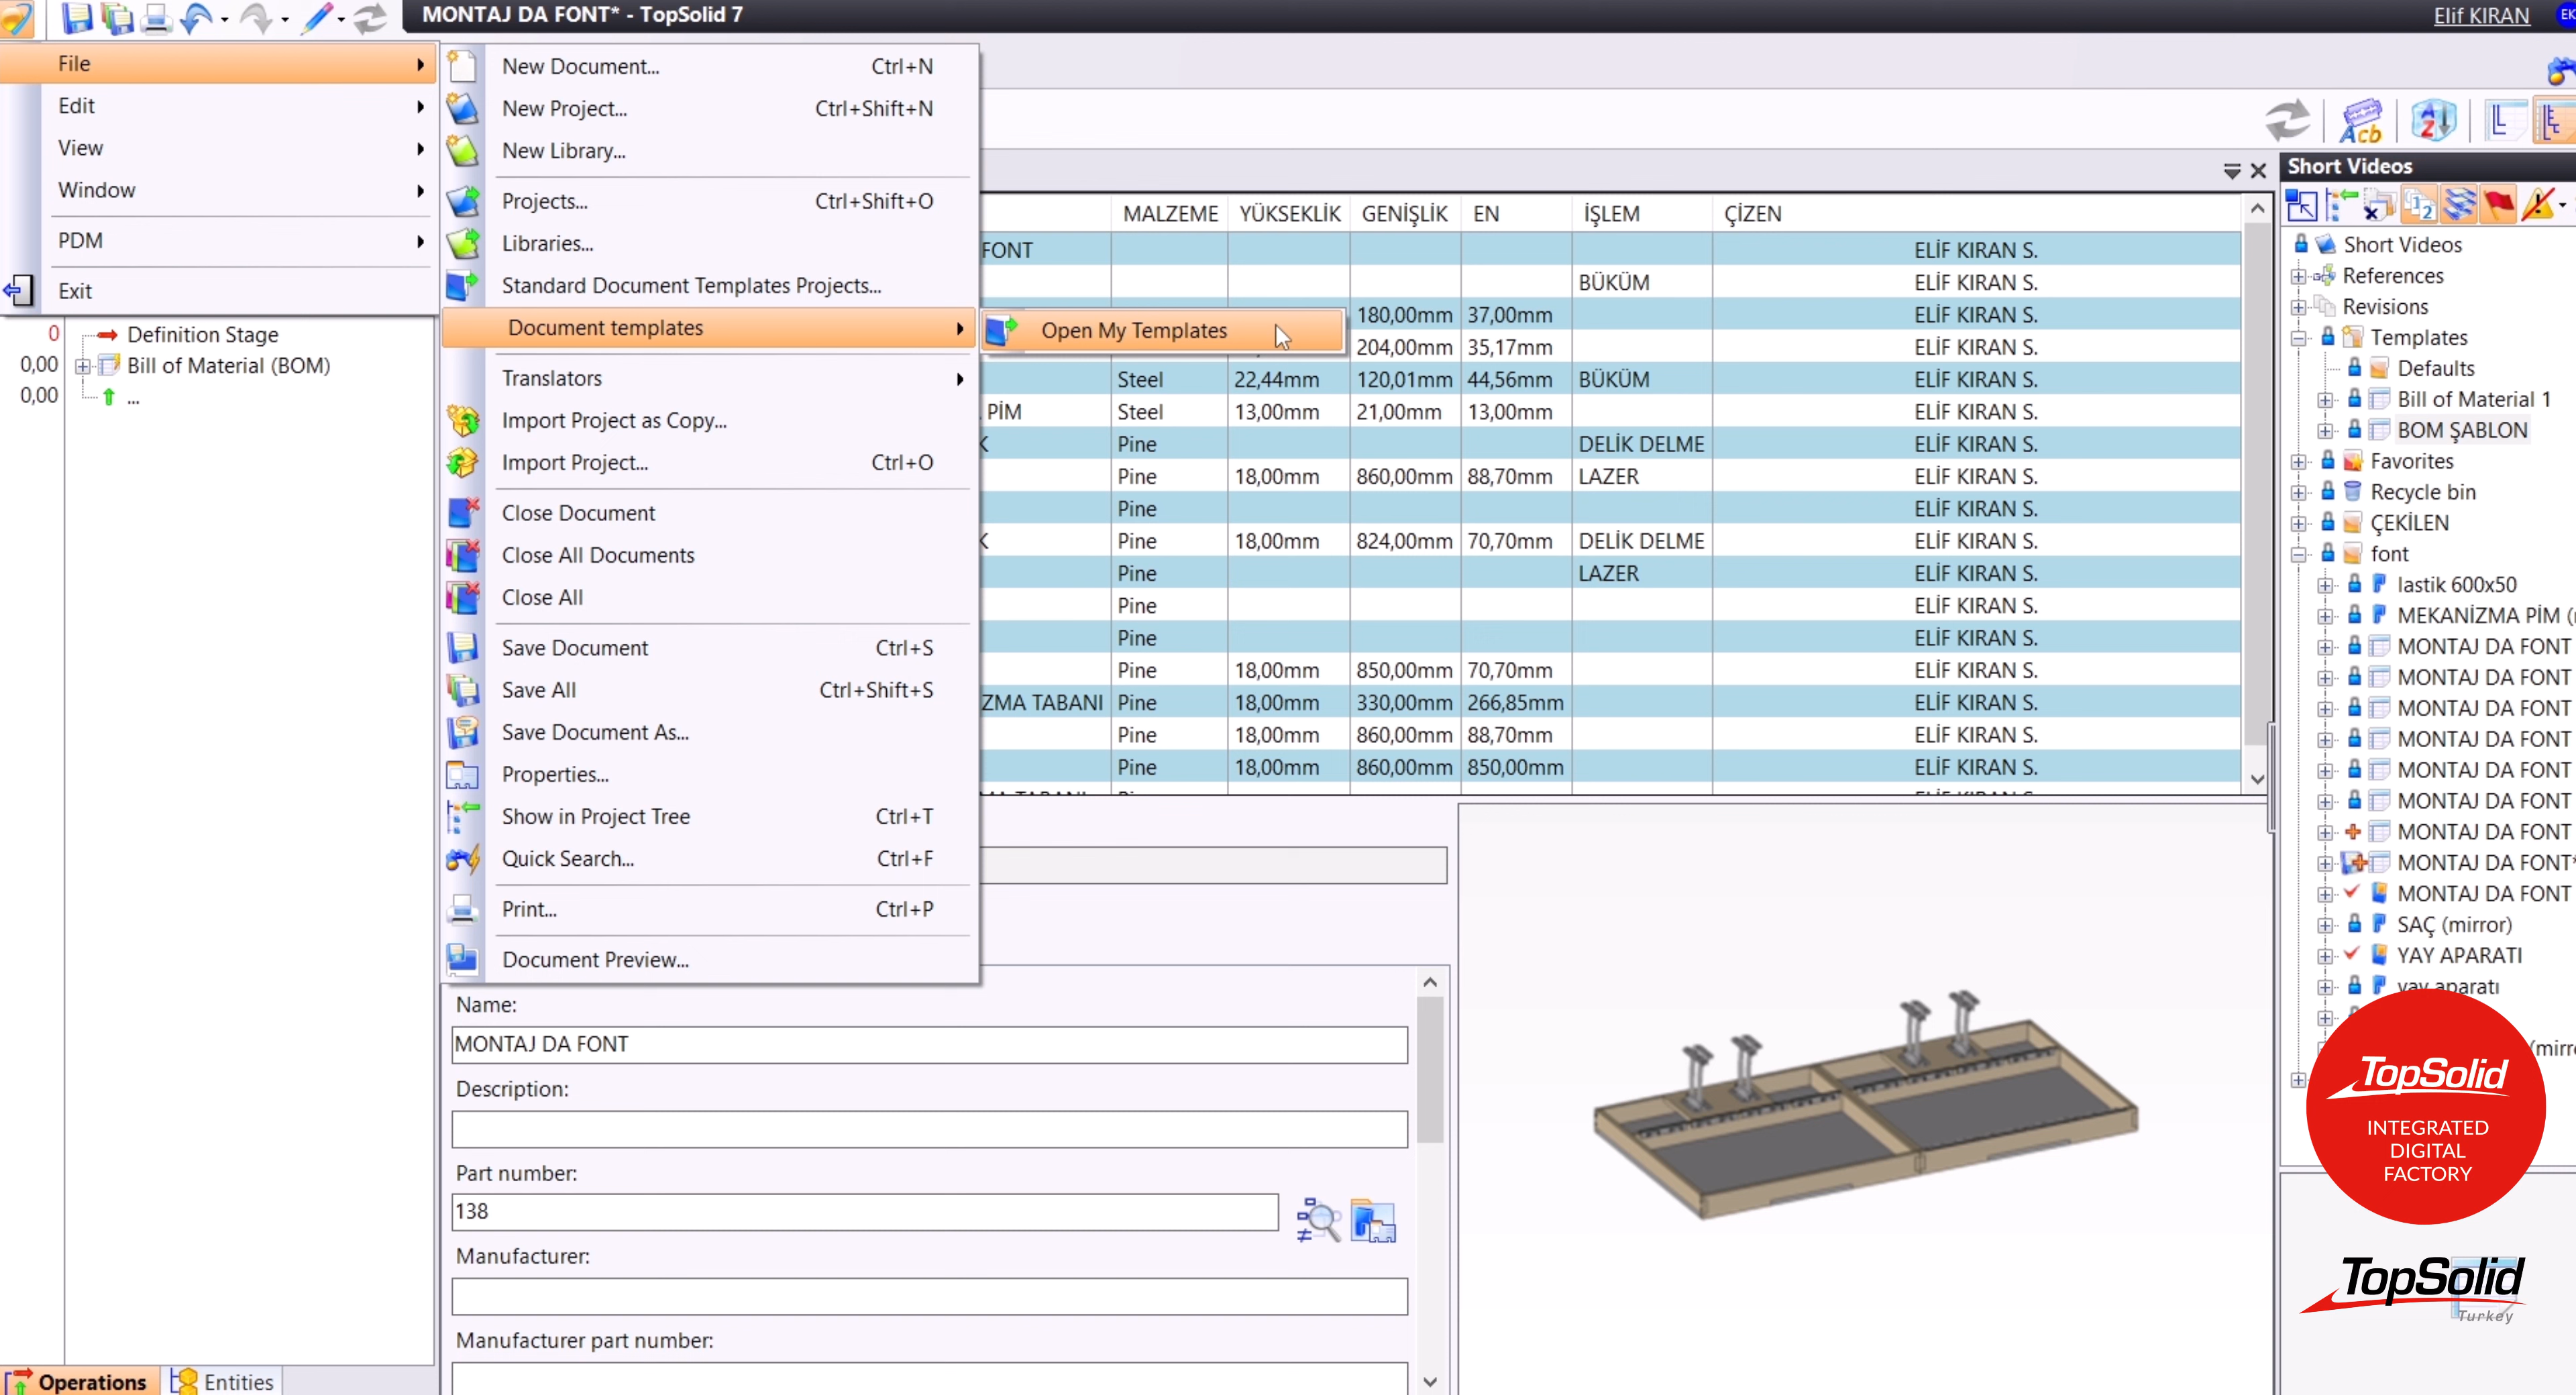 MONTAJ DA FONT* - TopSolid 7
Elif KIRAN
EK
File
Edit
View
Window
PDM
Exit
New Document... Ctrl+N
New Project... Ctrl+Shift+N
New Library...
Projects... Ctrl+Shift+O
Libraries...
Standard Document Templates Projects...
Document templates
Open My Templates
Translators
Import Project as Copy...
Import Project... Ctrl+O
Close Document
Close All Documents
Close All
Save Document Ctrl+S
Save All Ctrl+Shift+S
Save Document As...
Properties...
Show in Project Tree Ctrl+T
Quick Search... Ctrl+F
Print... Ctrl+P
Document Preview...
0 Definition Stage
0,00 Bill of Material (BOM)
0,00 ...
MALZEME YÜKSEKLİK GENİŞLİK EN İŞLEM ÇİZEN
FONT ELİF KIRAN S.
BÜKÜM ELİF KIRAN S.
180,00mm 37,00mm ELİF KIRAN S.
204,00mm 35,17mm ELİF KIRAN S.
Steel 22,44mm 120,01mm 44,56mm BÜKÜM ELİF KIRAN S.
PİM Steel 13,00mm 21,00mm 13,00mm ELİF KIRAN S.
K Pine DELİK DELME ELİF KIRAN S.
Pine 18,00mm 860,00mm 88,70mm LAZER ELİF KIRAN S.
Pine ELİF KIRAN S.
K Pine 18,00mm 824,00mm 70,70mm DELİK DELME ELİF KIRAN S.
Pine LAZER ELİF KIRAN S.
Pine ELİF KIRAN S.
Pine ELİF KIRAN S.
Pine 18,00mm 850,00mm 70,70mm ELİF KIRAN S.
ZMA TABANI Pine 18,00mm 330,00mm 266,85mm ELİF KIRAN S.
Pine 18,00mm 860,00mm 88,70mm ELİF KIRAN S.
Pine 18,00mm 860,00mm 850,00mm ELİF KIRAN S.
Name:
MONTAJ DA FONT
Description:
Part number:
138
Manufacturer:
Manufacturer part number:
Operations Entities
Acb
Short Videos
Short Videos
References
Revisions
Templates
Defaults
Bill of Material 1
BOM ŞABLON
Favorites
Recycle bin
ÇEKİLEN
font
lastik 600x50
MEKANİZMA PİM (
MONTAJ DA FONT
MONTAJ DA FONT
MONTAJ DA FONT
MONTAJ DA FONT
MONTAJ DA FONT
MONTAJ DA FONT
MONTAJ DA FONT
MONTAJ DA FONT*
MONTAJ DA FONT
SAÇ (mirror)
YAY APARATI
yay aparatı
(mirr
TopSolid
INTEGRATED
DIGITAL
FACTORY
TopSolid
Turkey